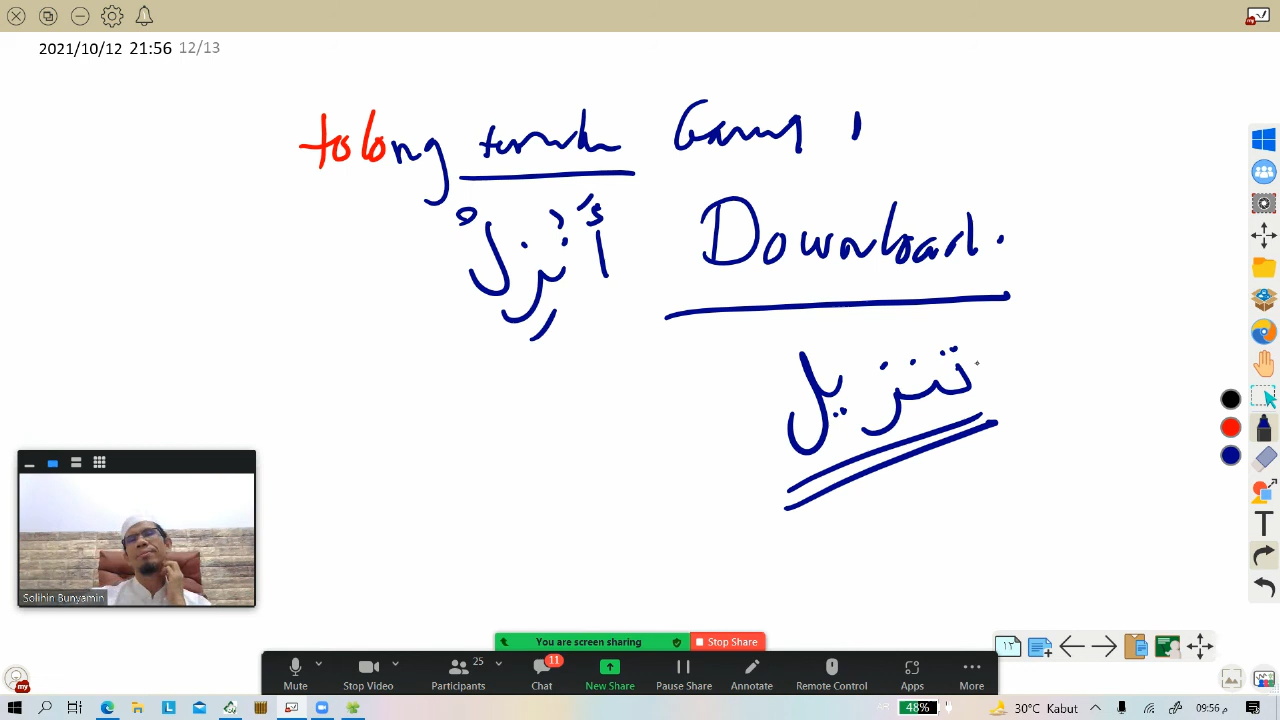 2021/10/12 21:56 12/13
tolong
أَنْزِلْ
Download.
تنزيل
Solihin Bunyamin
You are screen sharing
Stop Share
Mute
Stop Video
25
Participants
11
Chat
New Share
Pause Share
Annotate
Remote Control
Apps
More
T
١٢
48%
30°C Kabut
09:56 م